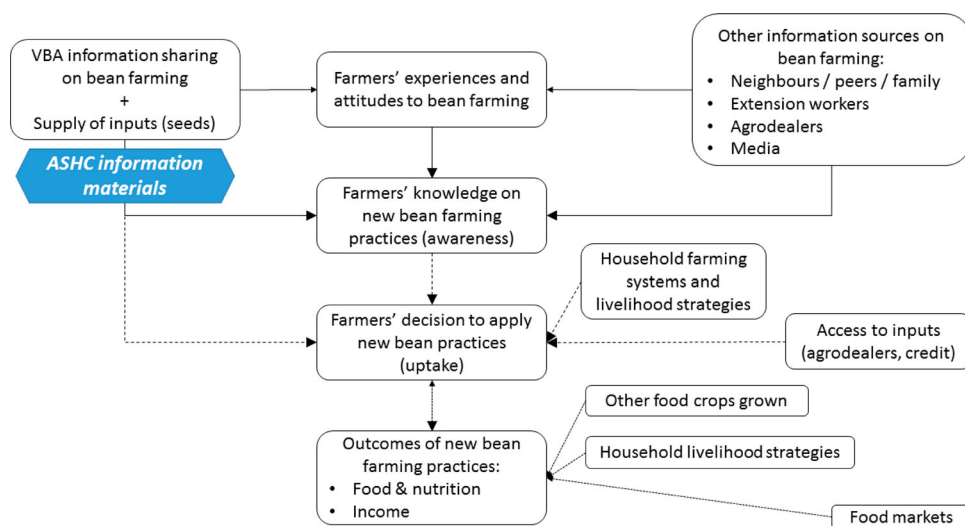 VBA information sharing
on bean farming
+
Supply of inputs (seeds)
ASHC information
materials
Farmers' experiences and
attitudes to bean farming
Other information sources on
bean farming:
• Neighbours / peers / family
• Extension workers
• Agrodealers
• Media
Farmers' knowledge on
new bean farming
practices (awareness)
Household farming
systems and
livelihood strategies
Farmers' decision to apply
new bean practices
(uptake)
Access to inputs
(agrodealers, credit)
Other food crops grown
Outcomes of new bean
farming practices:
• Food & nutrition
• Income
Household livelihood strategies
Food markets